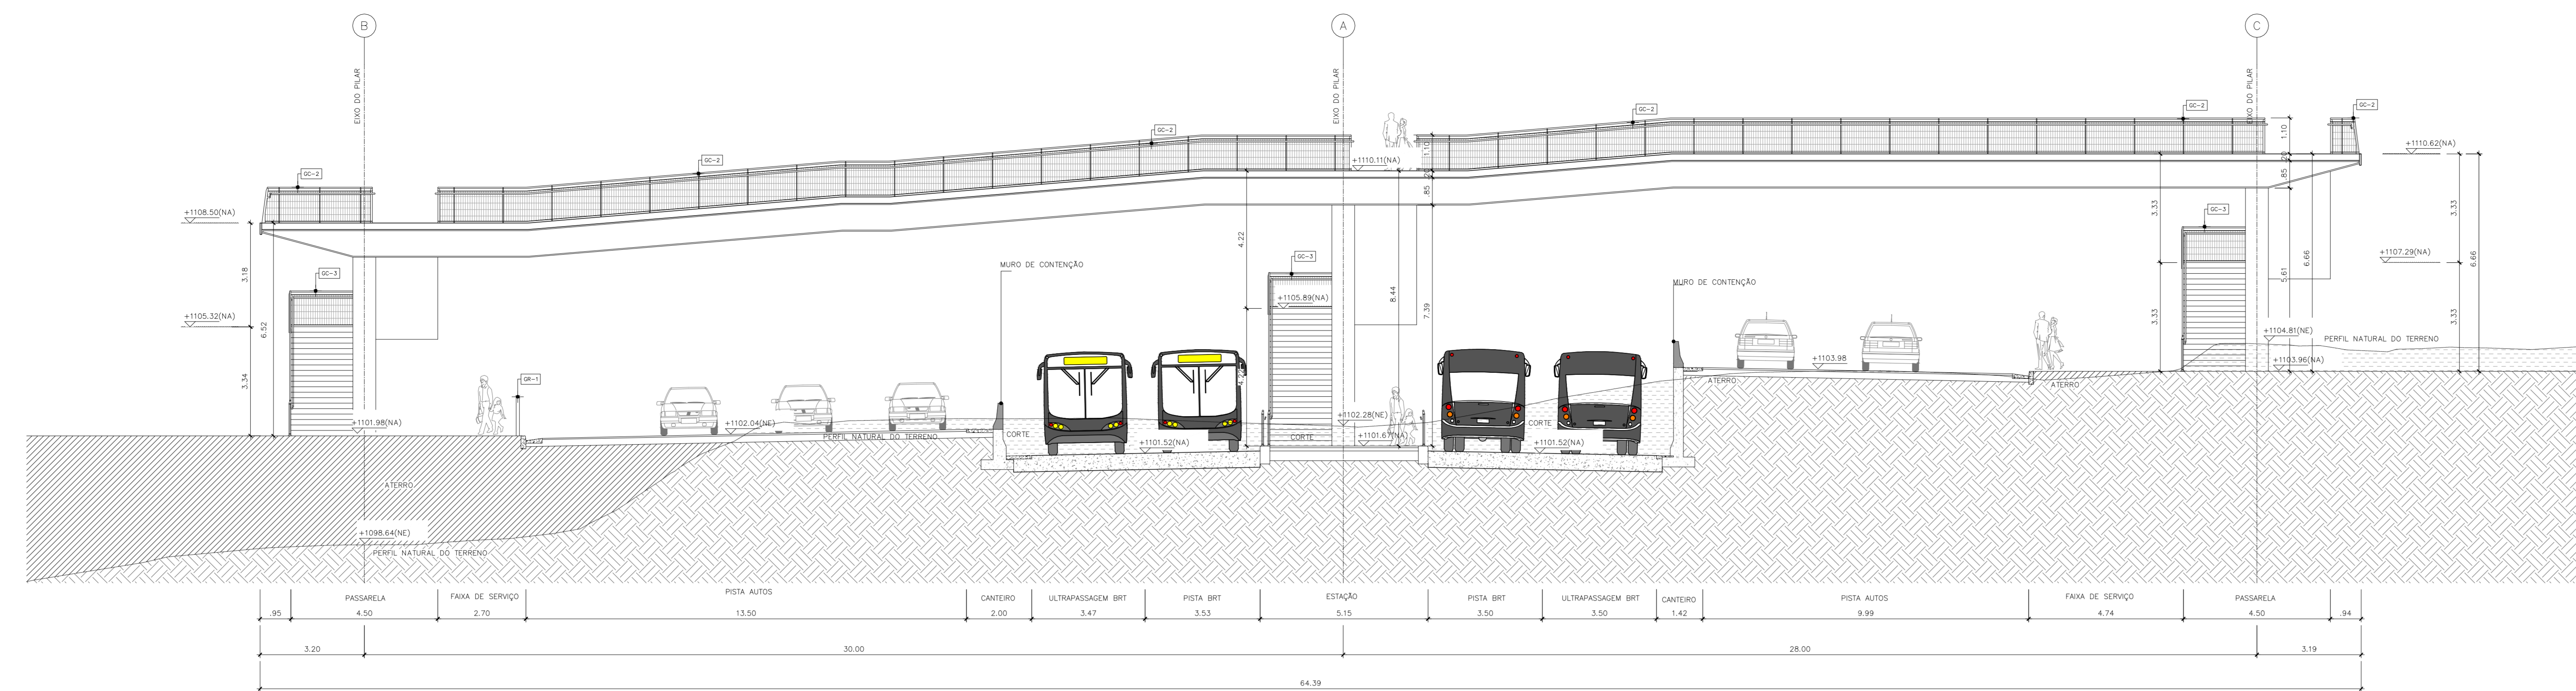 B
A
C
EIXO DO PILAR
EIXO DO PILAR
EIXO DO PILAR
GC-2
GC-2
GC-2
GC-2
GC-2
GC-2
1.10
.20
.85
1.10
.20
.85
+1110.11(NA)
+1110.62(NA)
+1108.50(NA)
+1107.29(NA)
+1105.32(NA)
3.18
3.34
6.52
GC-3
GC-3
GC-3
MURO DE CONTENÇÃO
MURO DE CONTENÇÃO
4.22
4.22
8.44
7.39
+1105.89(NA)
3.33
3.33
5.61
6.66
3.33
3.33
6.66
+1104.81(NE)
PERFIL NATURAL DO TERRENO
+1103.96(NA)
+1103.98
ATERRO
ATERRO
GR-1
+1101.98(NA)
+1102.04(NE)
PERFIL NATURAL DO TERRENO
CORTE
+1101.52(NA)
CORTE
+1102.28(NE)
+1101.67(NA)
CORTE
+1101.52(NA)
ATERRO
+1098.64(NE)
PERFIL NATURAL DO TERRENO
PASSARELA
FAIXA DE SERVIÇO
PISTA AUTOS
CANTEIRO
ULTRAPASSAGEM BRT
PISTA BRT
ESTAÇÃO
PISTA BRT
ULTRAPASSAGEM BRT
CANTEIRO
PISTA AUTOS
FAIXA DE SERVIÇO
PASSARELA
.95 4.50 2.70 13.50 2.00 3.47 3.53 5.15 3.50 3.50 1.42 9.99 4.74 4.50 .94
3.20 30.00 28.00 3.19
64.39